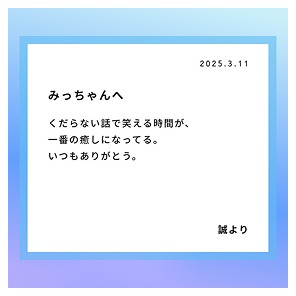 2025.3.11
みっちゃんへ
くだらない話で笑える時間が、
一番の癒しになってる。
いつもありがとう。
誠より